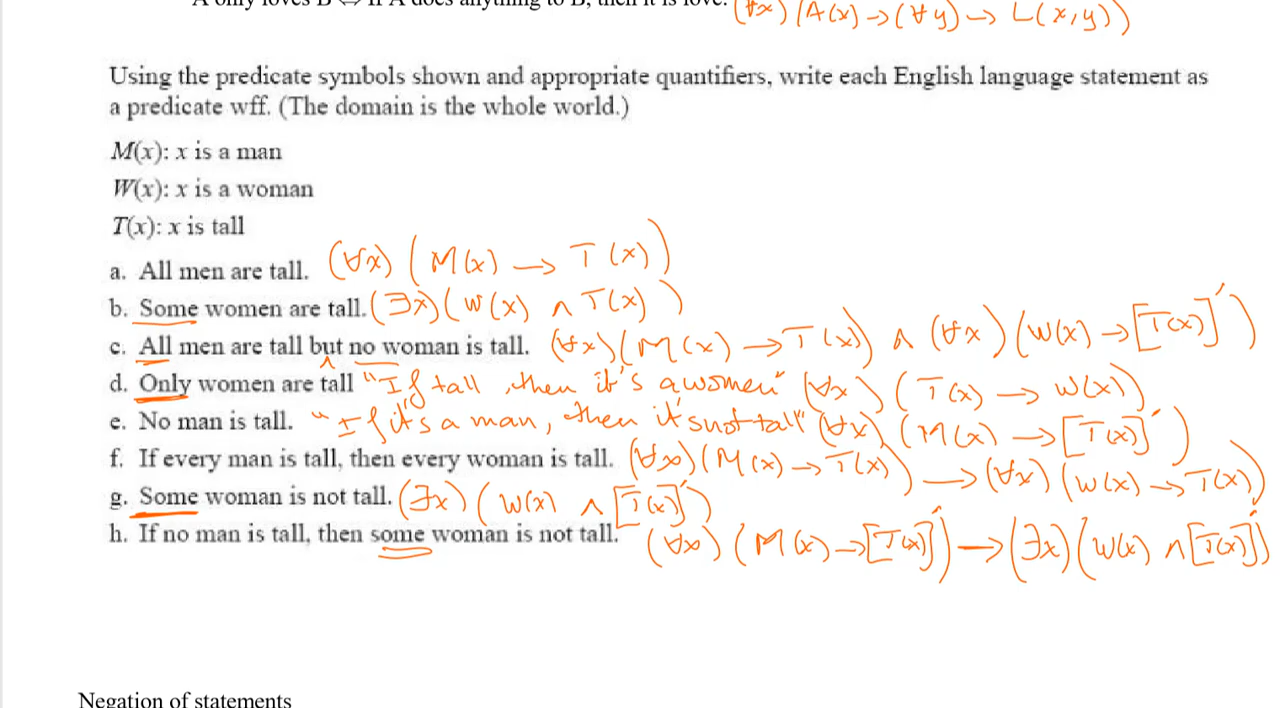 A only loves B ⟺ If A does anything to B, then it is love. (∀x) (A(x) → (∀y) → L(x,y))
Using the predicate symbols shown and appropriate quantifiers, write each English language statement as
a predicate wff. (The domain is the whole world.)
M(x): x is a man
W(x): x is a woman
T(x): x is tall
a. All men are tall. (∀x) (M(x) → T(x))
b. Some women are tall. (∃x) (W(x) ∧ T(x))
c. All men are tall but no woman is tall. (∀x) (M(x) → T(x)) ∧ (∀x) (W(x) → [T(x)]′)
d. Only women are tall "If tall, then it's a women" (∀x) (T(x) → W(x))
e. No man is tall. "If it's a man, then it's not tall" (∀x) (M(x) → [T(x)]′)
f. If every man is tall, then every woman is tall. (∀x) (M(x) → T(x)) → (∀x) (W(x) → T(x))
g. Some woman is not tall. (∃x) (W(x) ∧ [T(x)]′)
h. If no man is tall, then some woman is not tall. (∀x) (M(x) → [T(x)]′) → (∃x) (W(x) ∧ [T(x)]′)
Negation of statements